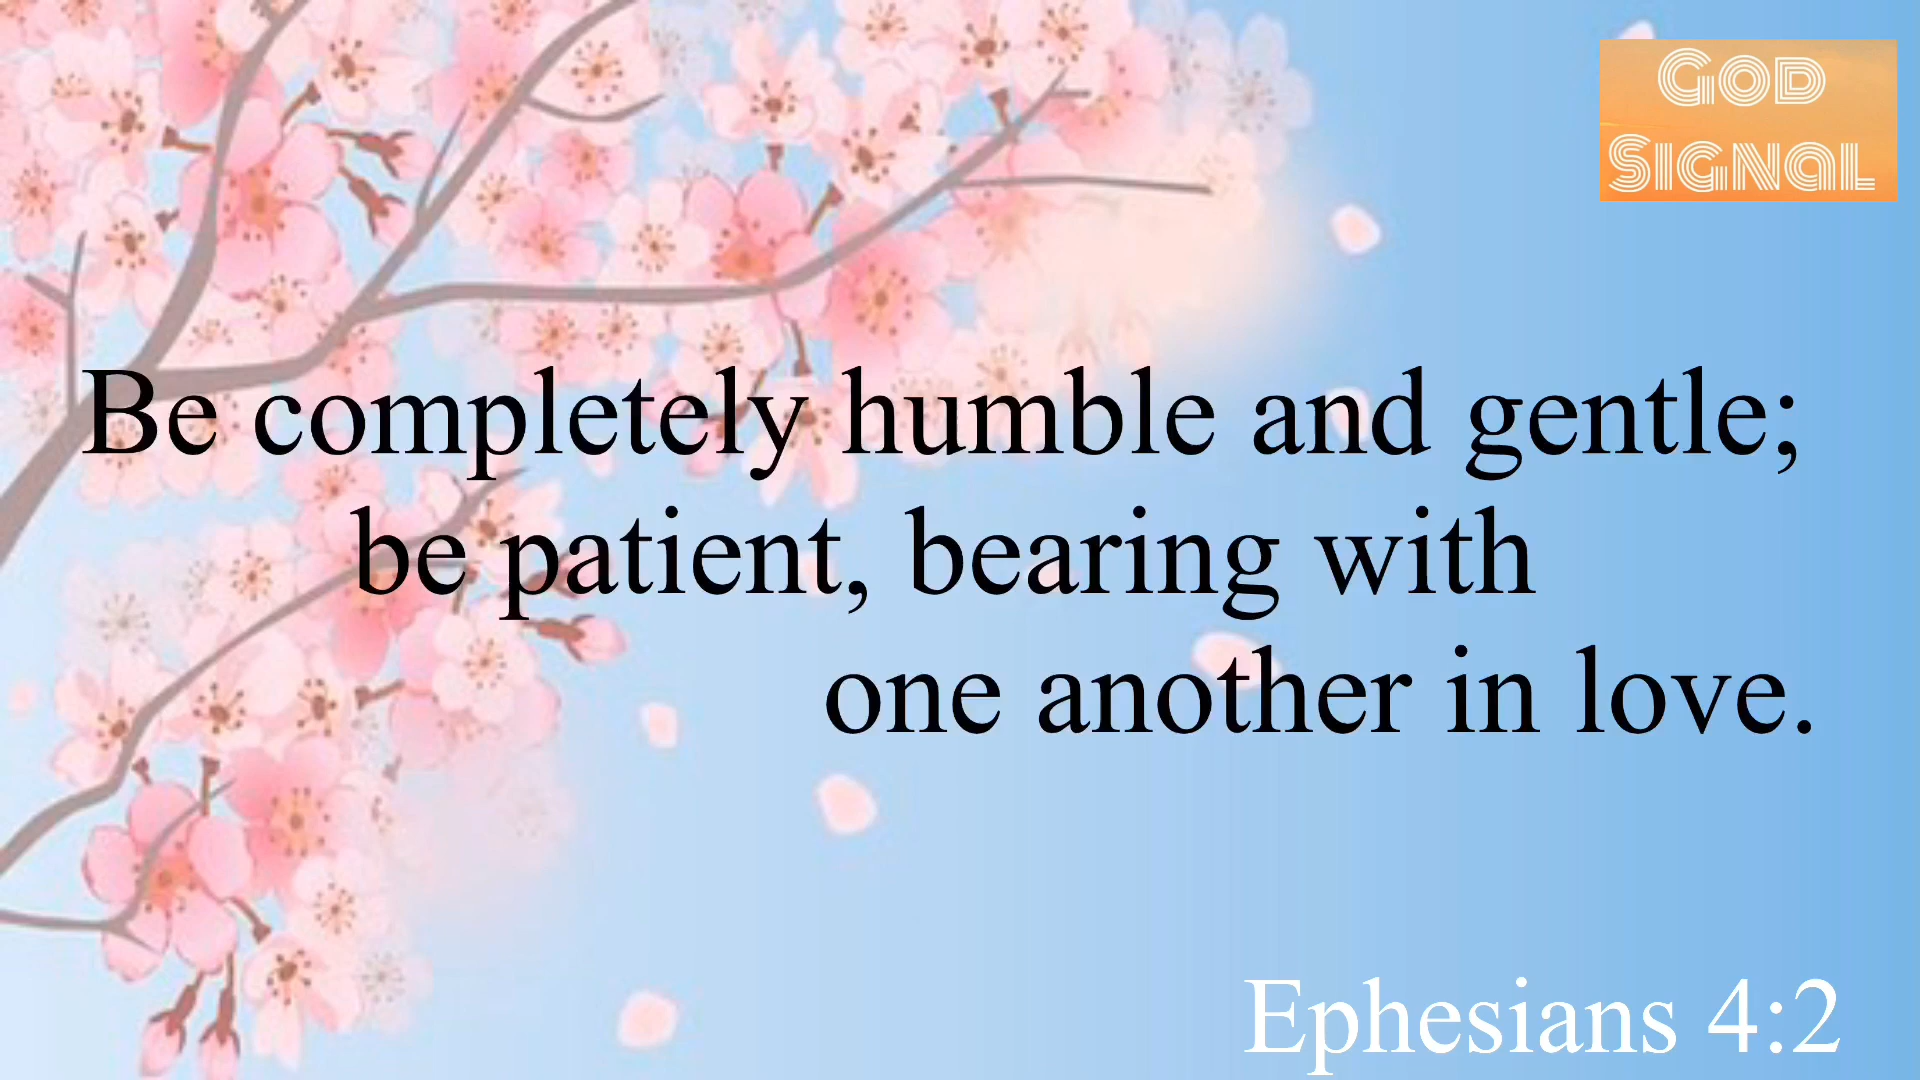 God
Signal
Be completely humble and gentle;
be patient, bearing with
one another in love.
Ephesians 4:2